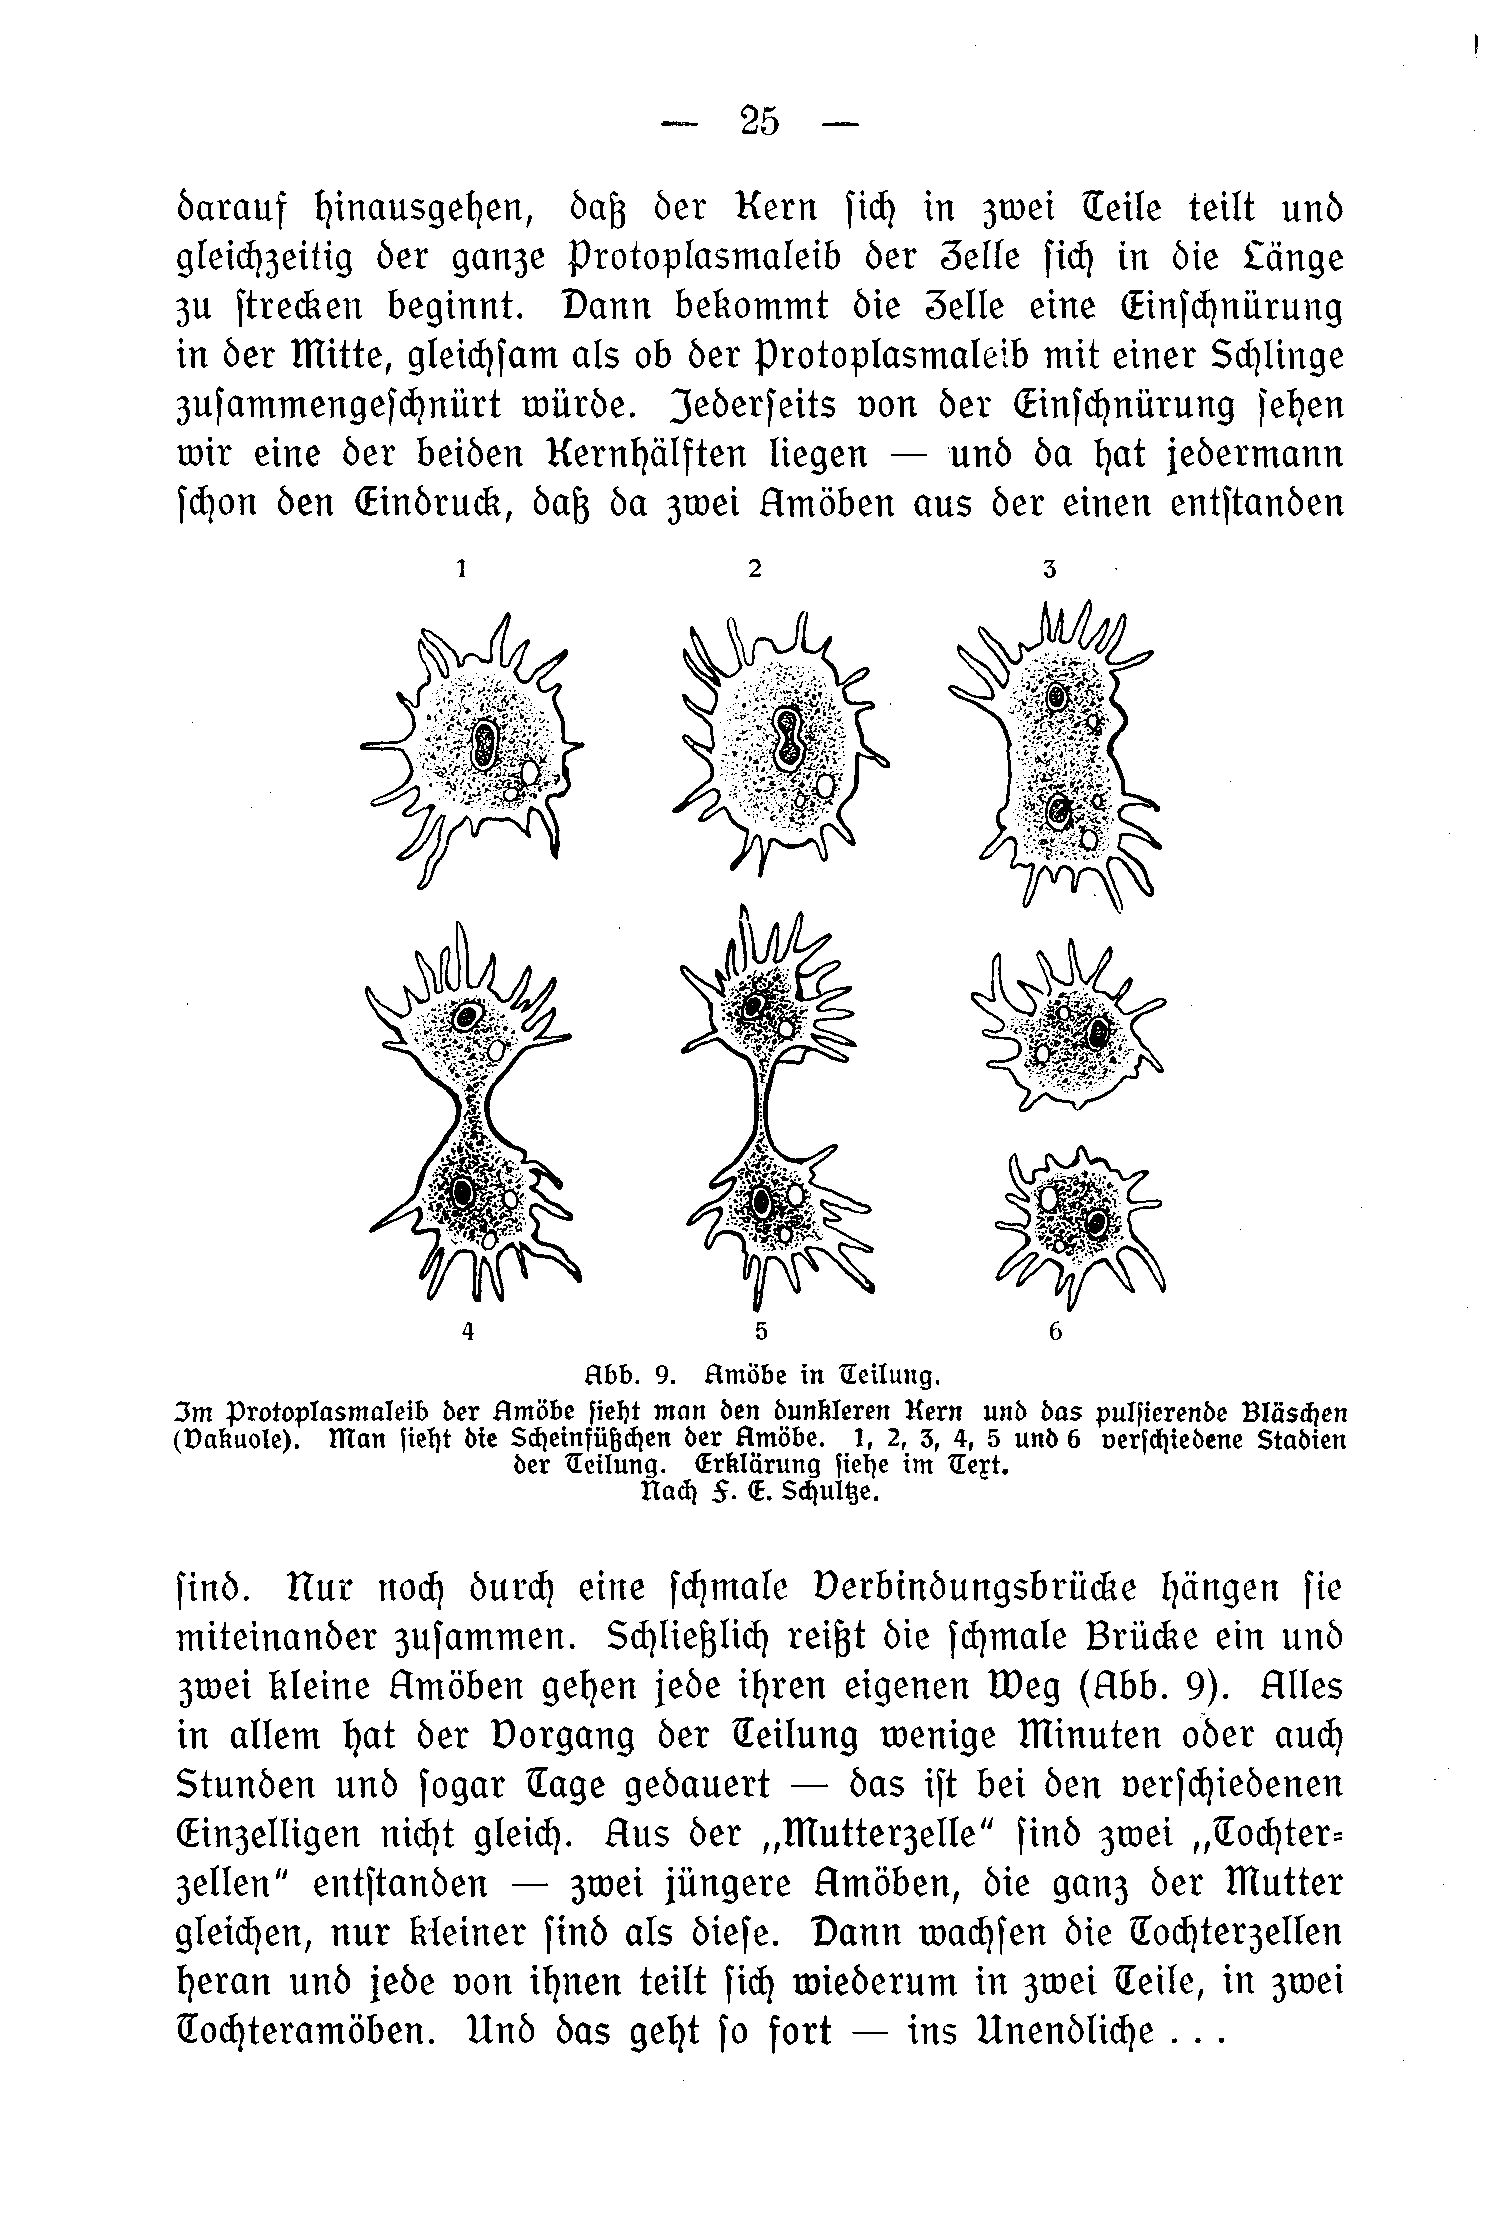 — 25 —
darauf hinausgehen, daß der Kern sich in zwei Teile teilt und
gleichzeitig der ganze Protoplasmaleib der Zelle sich in die Länge
zu strecken beginnt. Dann bekommt die Zelle eine Einschnürung
in der Mitte, gleichsam als ob der Protoplasmaleib mit einer Schlinge
zusammengeschnürt würde. Jederseits von der Einschnürung sehen
wir eine der beiden Kernhälften liegen — und da hat jedermann
schon den Eindruck, daß da zwei Amöben aus der einen entstanden
1 2 3
4 5 6
Abb. 9. Amöbe in Teilung.
Im Protoplasmaleib der Amöbe sieht man den dunkleren Kern und das pulsierende Bläschen
(Vakuole). Man sieht die Scheinfüßchen der Amöbe. 1, 2, 3, 4, 5 und 6 verschiedene Stadien
der Teilung. Erklärung siehe im Text.
Nach F. E. Schultze.
sind. Nur noch durch eine schmale Verbindungsbrücke hängen sie
miteinander zusammen. Schließlich reißt die schmale Brücke ein und
zwei kleine Amöben gehen jede ihren eigenen Weg (Abb. 9). Alles
in allem hat der Vorgang der Teilung wenige Minuten oder auch
Stunden und sogar Tage gedauert — das ist bei den verschiedenen
Einzelligen nicht gleich. Aus der „Mutterzelle" sind zwei „Tochter-
zellen" entstanden — zwei jüngere Amöben, die ganz der Mutter
gleichen, nur kleiner sind als diese. Dann wachsen die Tochterzellen
heran und jede von ihnen teilt sich wiederum in zwei Teile, in zwei
Tochteramöben. Und das geht so fort — ins Unendliche . . .